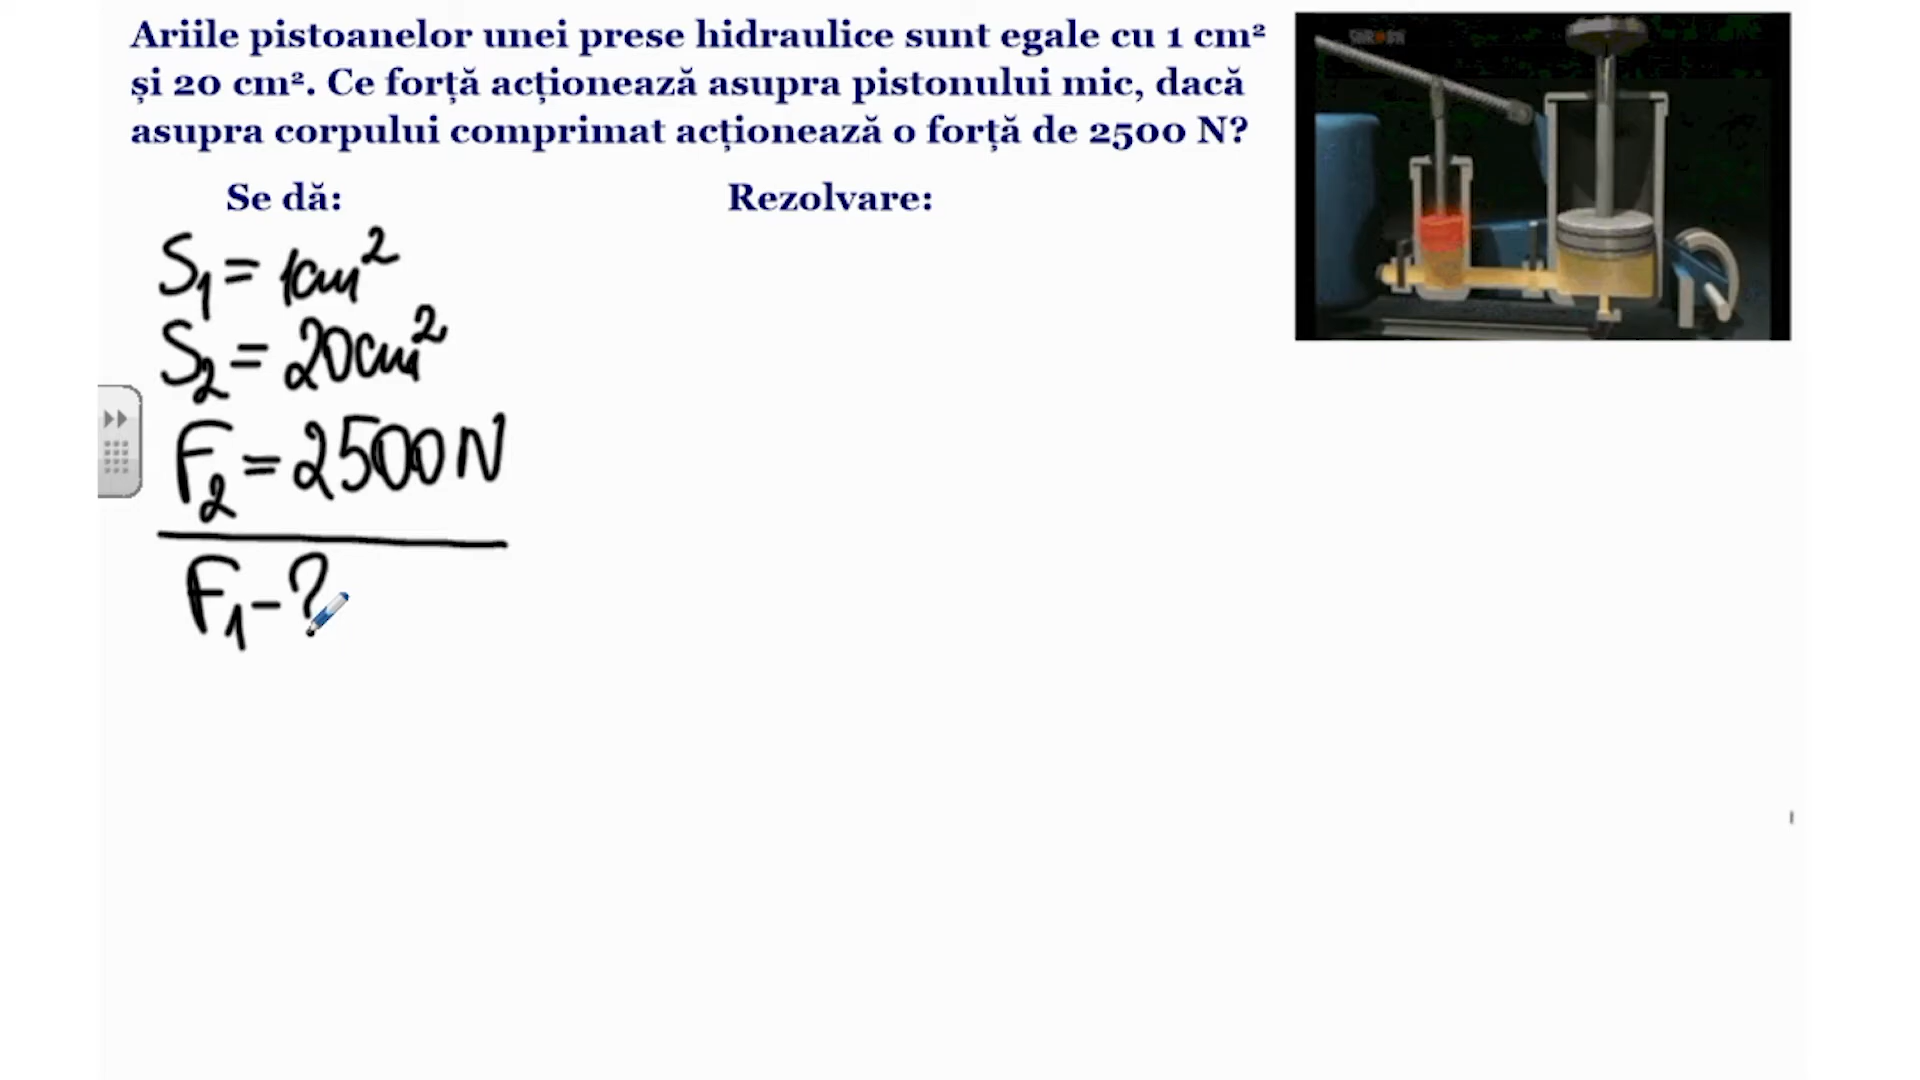 Ariile pistoanelor unei prese hidraulice sunt egale cu 1 cm²
și 20 cm². Ce forță acționează asupra pistonului mic, dacă
asupra corpului comprimat acționează o forță de 2500 N?
Se dă:
Rezolvare:
S₁ = 1cm²
S₂ = 20cm²
F₂ = 2500 N
F₁ - ?